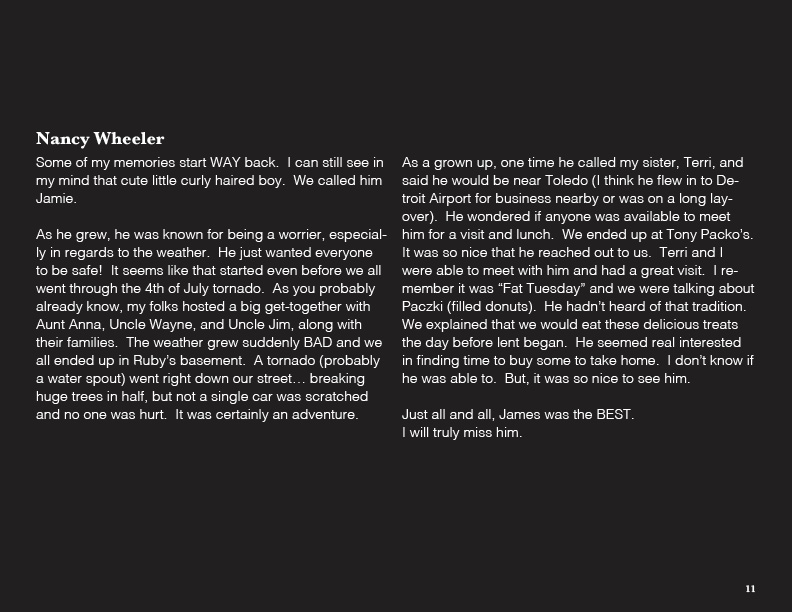 Nancy Wheeler
Some of my memories start WAY back.  I can still see in
my mind that cute little curly haired boy.  We called him
Jamie.

As he grew, he was known for being a worrier, especial-
ly in regards to the weather.  He just wanted everyone
to be safe!  It seems like that started even before we all
went through the 4th of July tornado.  As you probably
already know, my folks hosted a big get-together with
Aunt Anna, Uncle Wayne, and Uncle Jim, along with
their families.  The weather grew suddenly BAD and we
all ended up in Ruby’s basement.  A tornado (probably
a water spout) went right down our street… breaking
huge trees in half, but not a single car was scratched
and no one was hurt.  It was certainly an adventure.

As a grown up, one time he called my sister, Terri, and
said he would be near Toledo (I think he flew in to De-
troit Airport for business nearby or was on a long lay-
over).  He wondered if anyone was available to meet
him for a visit and lunch.  We ended up at Tony Packo’s.
It was so nice that he reached out to us.  Terri and I
were able to meet with him and had a great visit.  I re-
member it was “Fat Tuesday” and we were talking about
Paczki (filled donuts).  He hadn’t heard of that tradition.
We explained that we would eat these delicious treats
the day before lent began.  He seemed real interested
in finding time to buy some to take home.  I don’t know if
he was able to.  But, it was so nice to see him.

Just all and all, James was the BEST.
I will truly miss him.

11